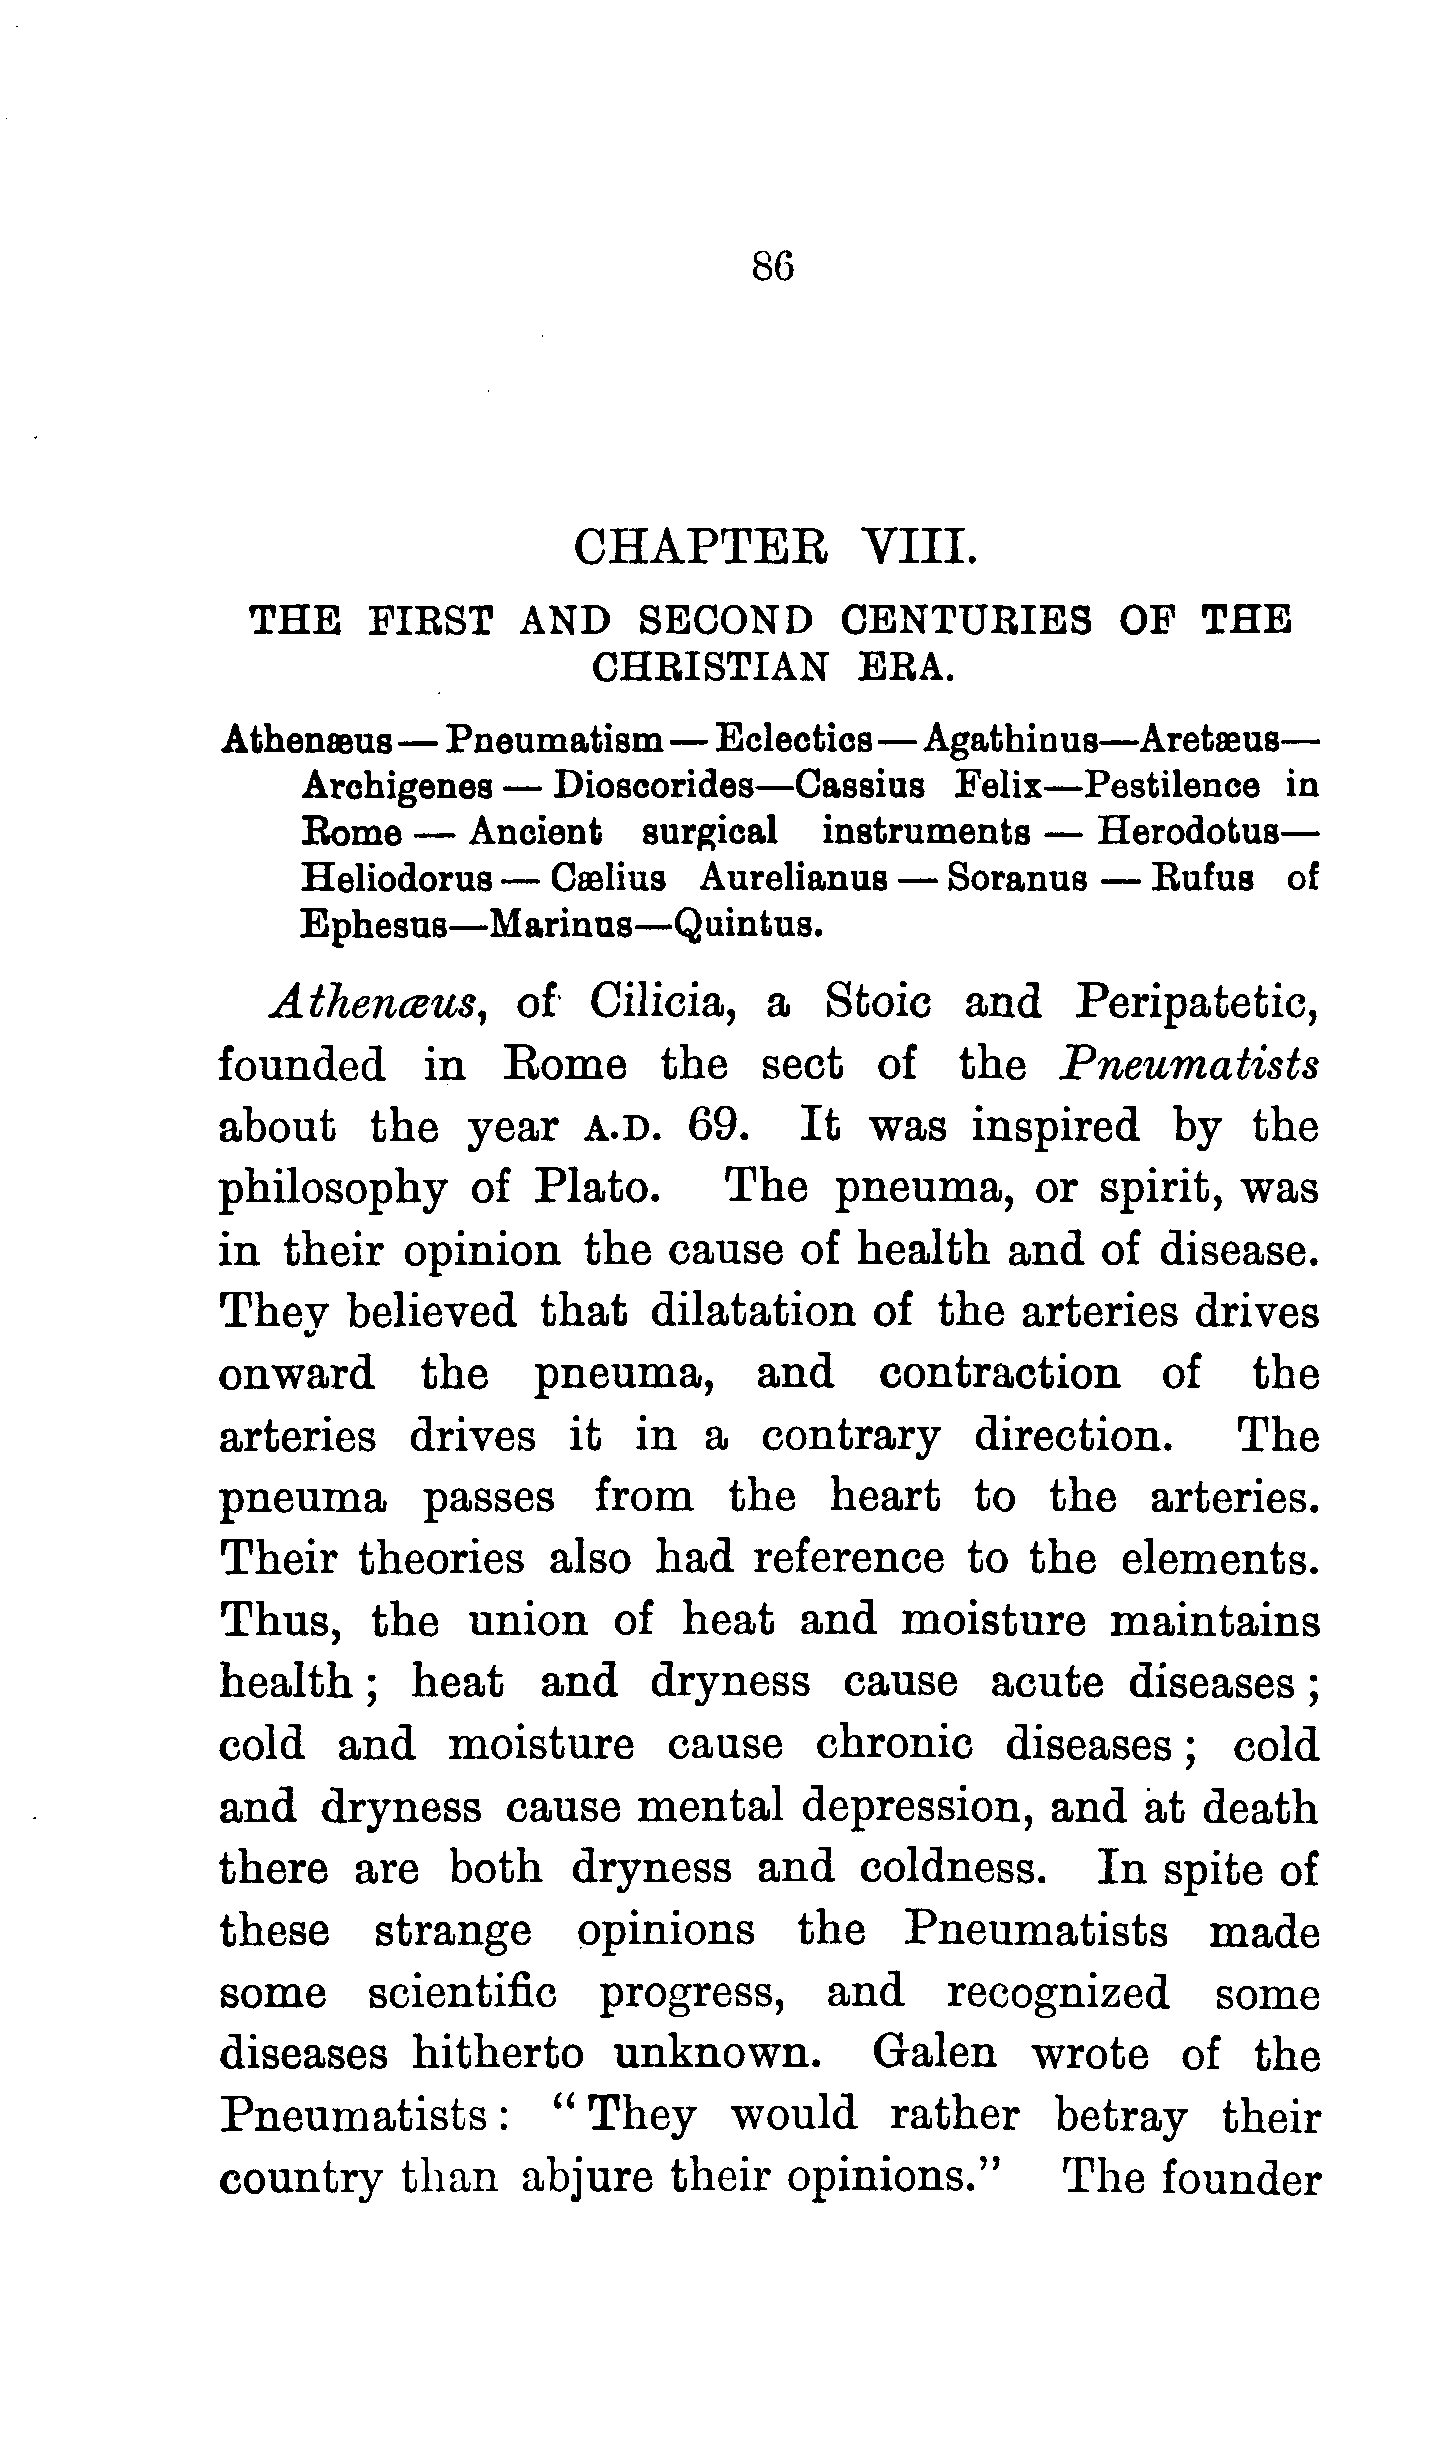 86
CHAPTER VIII.
THE FIRST AND SECOND CENTURIES OF THE
CHRISTIAN ERA.
Athenæus—Pneumatism—Eclectics—Agathinus—Aretæus—
Archigenes — Dioscorides—Cassius Felix—Pestilence in
Rome — Ancient surgical instruments — Herodotus—
Heliodorus — Cælius Aurelianus — Soranus — Rufus of
Ephesus—Marinus—Quintus.
Athenæus, of Cilicia, a Stoic and Peripatetic,
founded in Rome the sect of the Pneumatists
about the year A.D. 69. It was inspired by the
philosophy of Plato. The pneuma, or spirit, was
in their opinion the cause of health and of disease.
They believed that dilatation of the arteries drives
onward the pneuma, and contraction of the
arteries drives it in a contrary direction. The
pneuma passes from the heart to the arteries.
Their theories also had reference to the elements.
Thus, the union of heat and moisture maintains
health; heat and dryness cause acute diseases;
cold and moisture cause chronic diseases; cold
and dryness cause mental depression, and at death
there are both dryness and coldness. In spite of
these strange opinions the Pneumatists made
some scientific progress, and recognized some
diseases hitherto unknown. Galen wrote of the
Pneumatists: "They would rather betray their
country than abjure their opinions." The founder